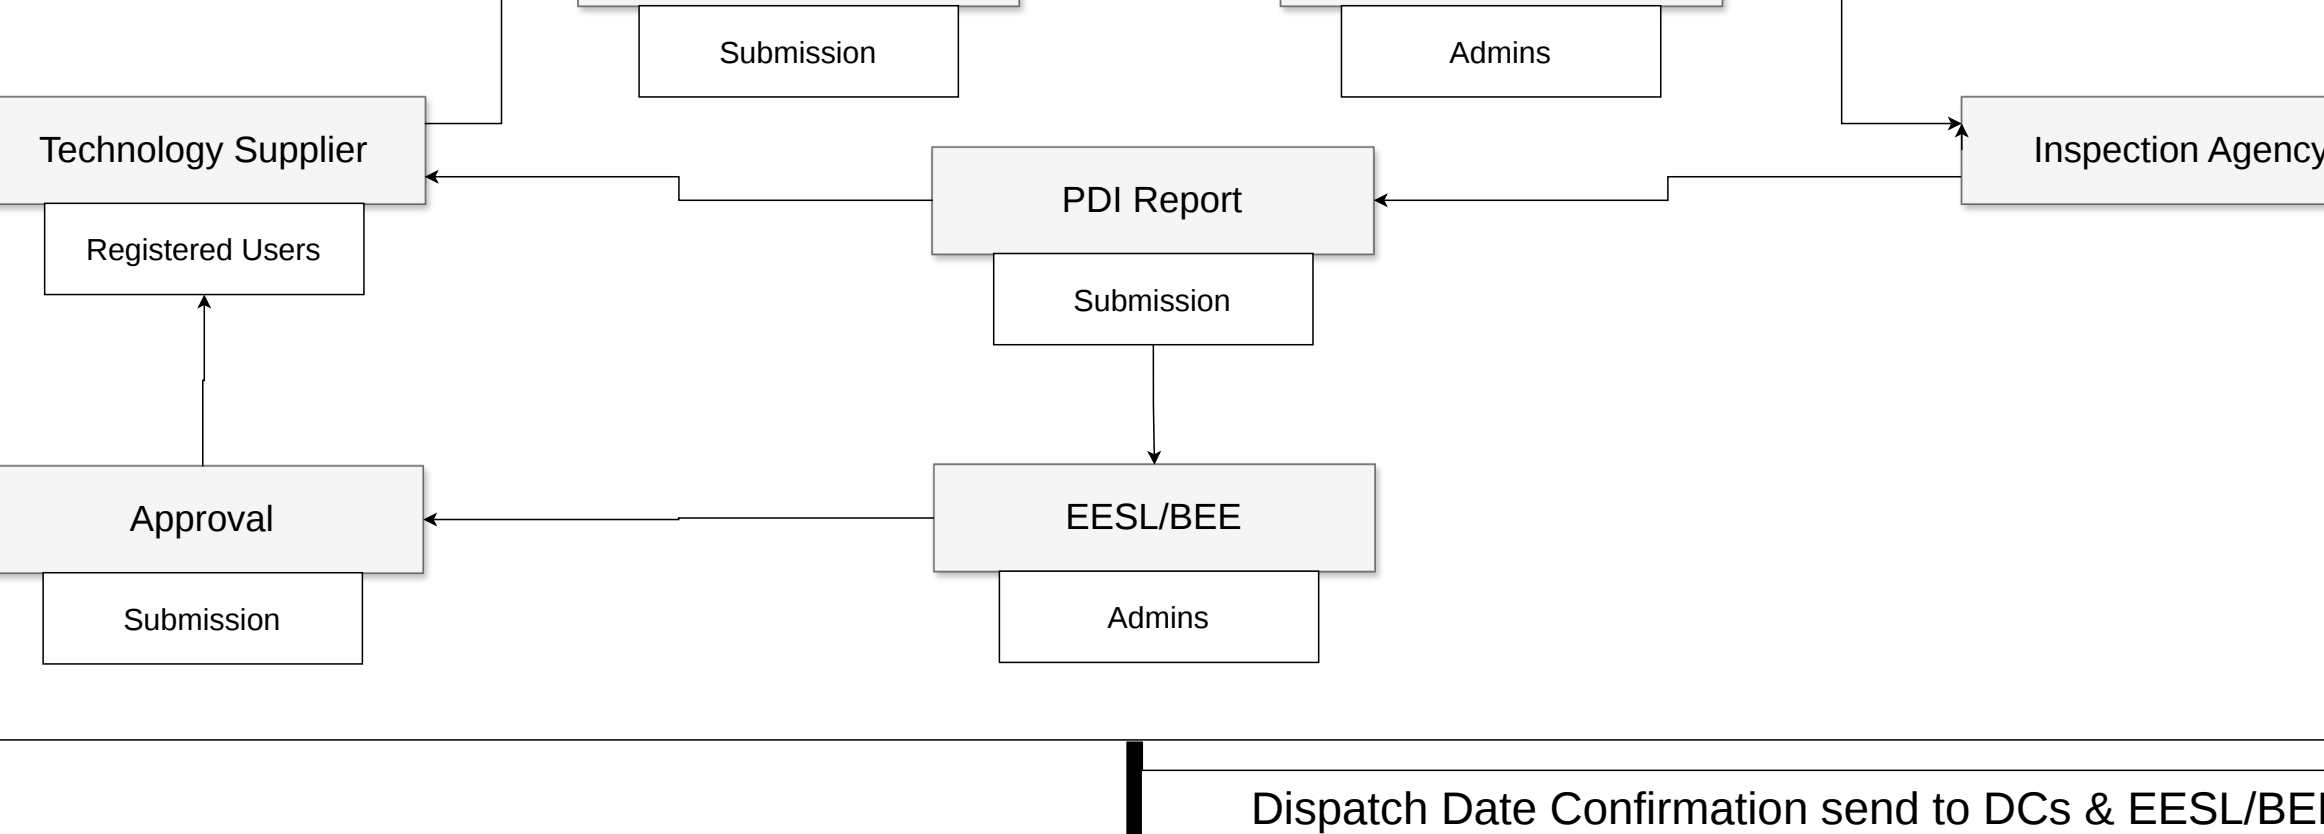 Submission
Admins
Technology Supplier
Inspection Agency
PDI Report
Registered Users
Submission
Approval
EESL/BEE
Submission
Admins
Dispatch Date Confirmation send to DCs & EESL/BEE